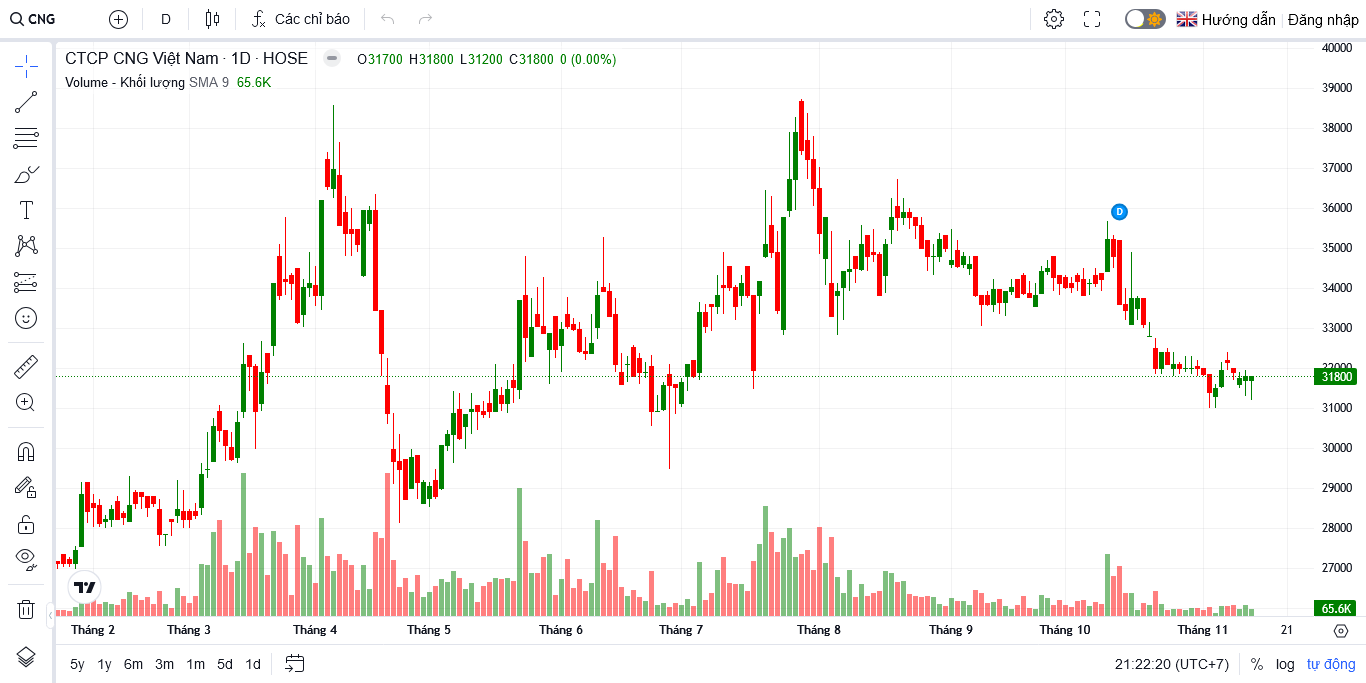 CNG D Các chỉ báo Hướng dẫn Đăng nhập
CTCP CNG Việt Nam · 1D · HOSE O31700 H31800 L31200 C31800 0 (0.00%)
Volume - Khối lượng SMA 9 65.6K
40000
39000
38000
37000
36000
D
35000
34000
33000
32000
31800
31000
30000
29000
28000
27000
65.6K
Tháng 2 Tháng 3 Tháng 4 Tháng 5 Tháng 6 Tháng 7 Tháng 8 Tháng 9 Tháng 10 Tháng 11 21
5y 1y 6m 3m 1m 5d 1d 21:22:20 (UTC+7) % log tự động